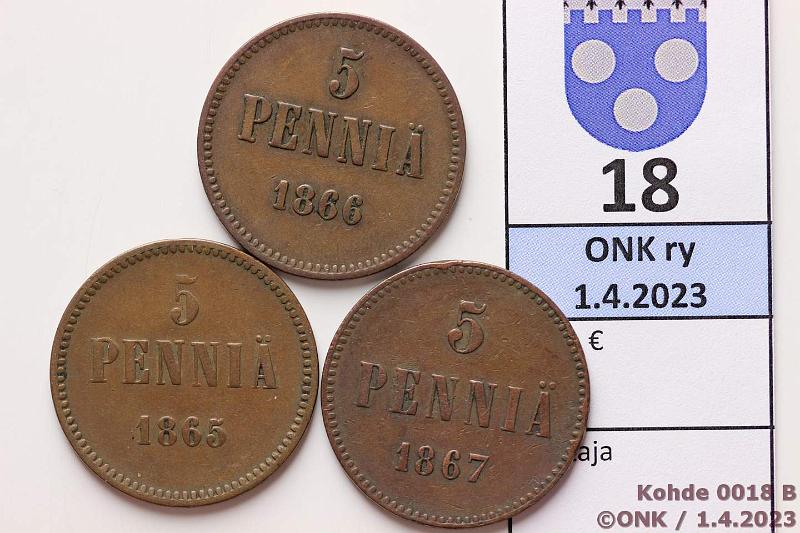 5
PENNIÄ
1866
5
PENNIÄ
1865
5
PENNIÄ
1867
18
ONK ry
1.4.2023
€
Kohde 0018 B
©ONK / 1.4.2023